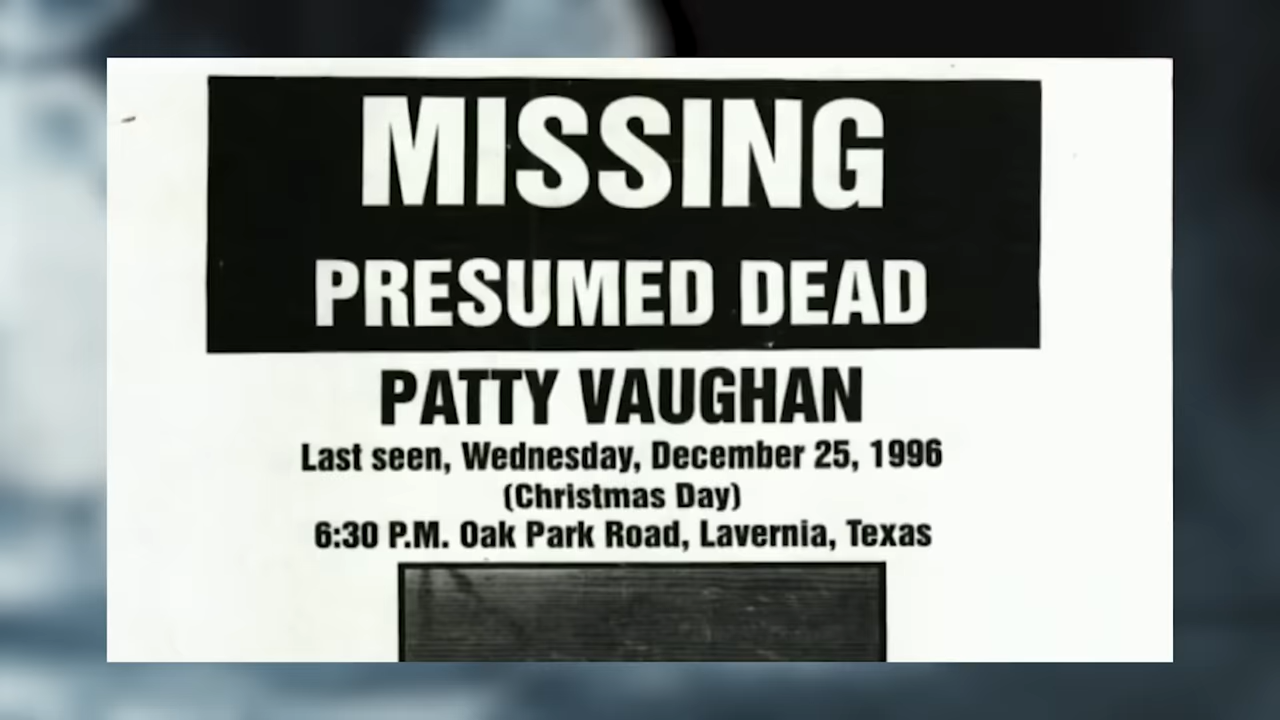 MISSING
PRESUMED DEAD
PATTY VAUGHAN
Last seen, Wednesday, December 25, 1996
(Christmas Day)
6:30 P.M. Oak Park Road, Lavernia, Texas